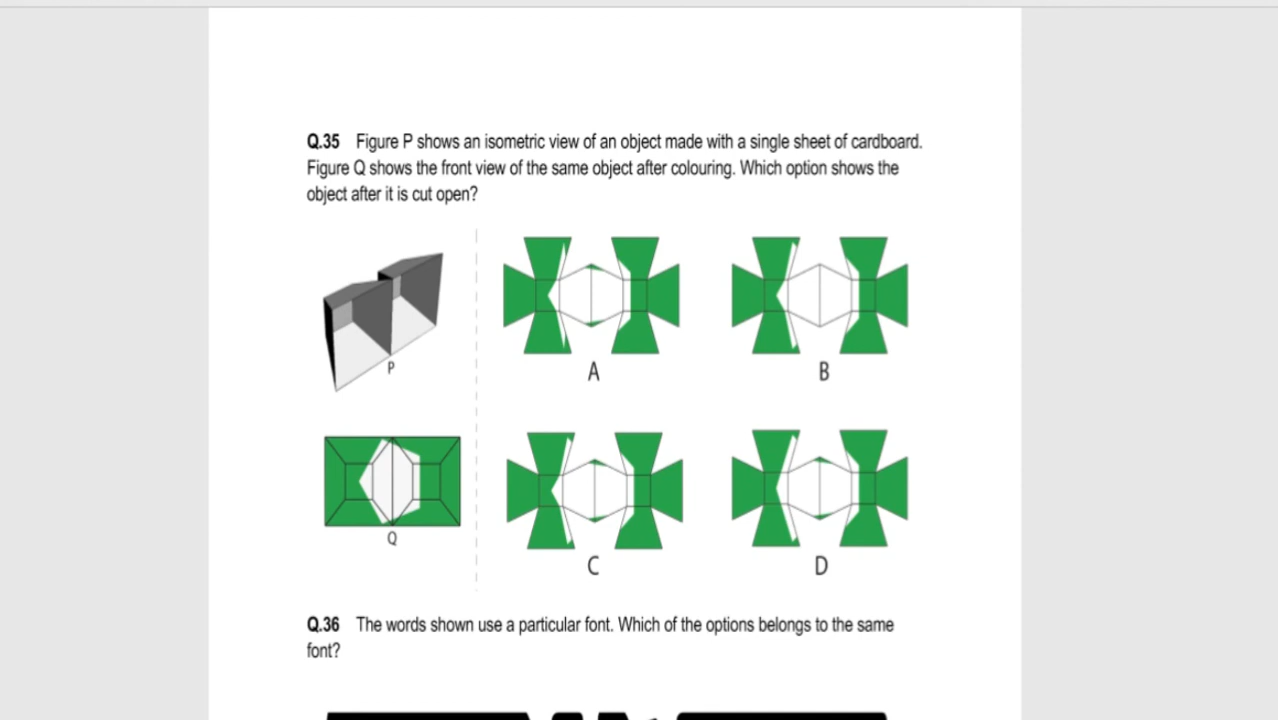 Q.35 Figure P shows an isometric view of an object made with a single sheet of cardboard.
Figure Q shows the front view of the same object after colouring. Which option shows the
object after it is cut open?
P
A
B
Q
C
D
Q.36 The words shown use a particular font. Which of the options belongs to the same
font?